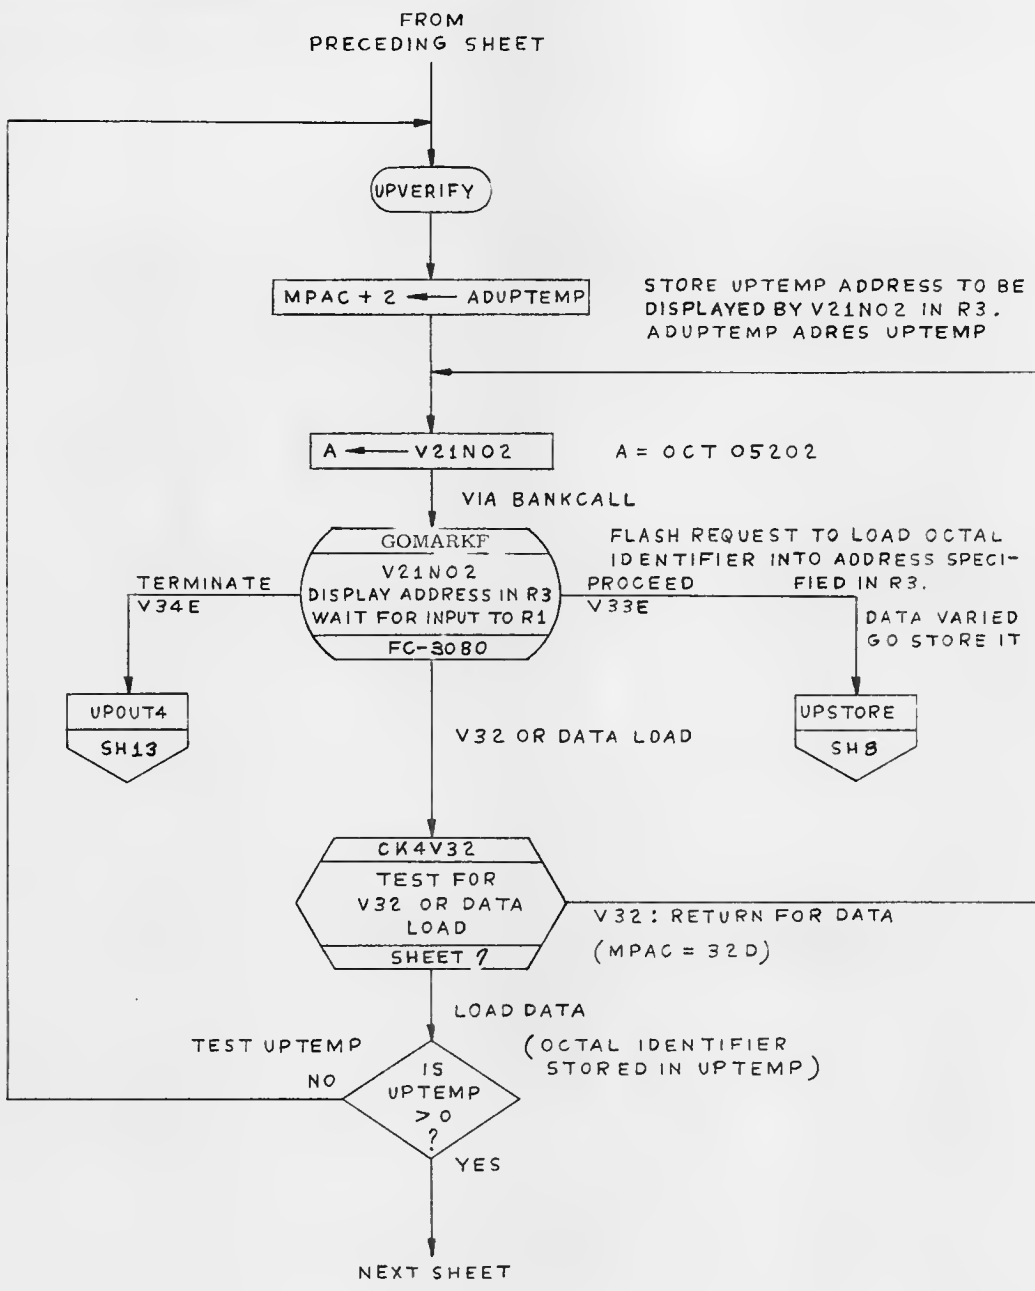 FROM
PRECEDING SHEET
UPVERIFY
MPAC + 2 ← ADUPTEMP
STORE UPTEMP ADDRESS TO BE
DISPLAYED BY V21NO2 IN R3.
ADUPTEMP ADRES UPTEMP
A ← V21NO2
A = OCT 05202
VIA BANKCALL
GOMARKF
V21NO2
DISPLAY ADDRESS IN R3
WAIT FOR INPUT TO R1
FC-3080
FLASH REQUEST TO LOAD OCTAL
IDENTIFIER INTO ADDRESS SPECI-
FIED IN R3.
TERMINATE
V34E
PROCEED
V33E
DATA VARIED
GO STORE IT
UPOUT4
SH13
UPSTORE
SH8
V32 OR DATA LOAD
CK4V32
TEST FOR
V32 OR DATA
LOAD
SHEET 7
V32: RETURN FOR DATA
(MPAC = 32D)
LOAD DATA
(OCTAL IDENTIFIER
STORED IN UPTEMP)
TEST UPTEMP
NO
IS
UPTEMP
> 0
?
YES
NEXT SHEET